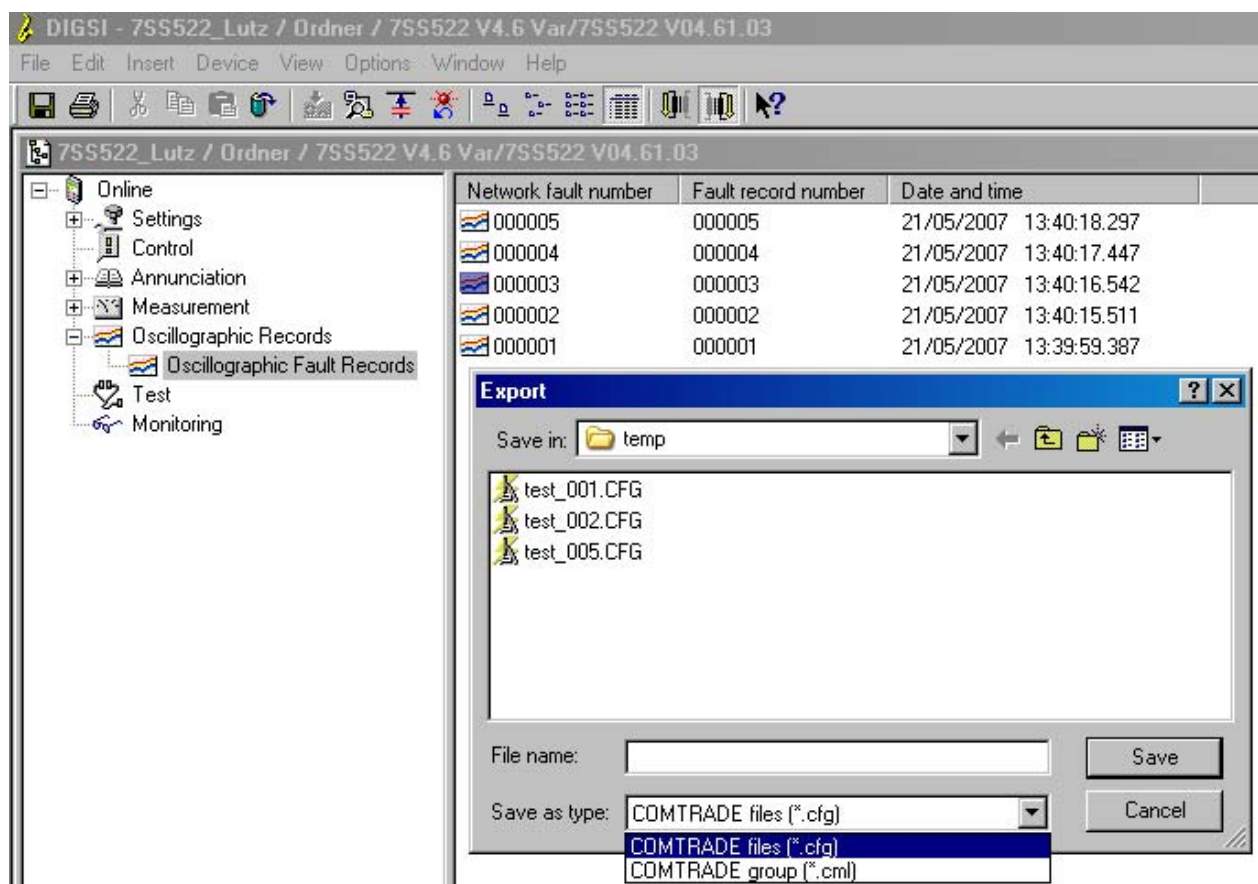 DIGSI - 7SS522_Lutz / Ordner / 7SS522 V4.6 Var/7SS522 V04.61.03
File Edit Insert Device View Options Window Help
7SS522_Lutz / Ordner / 7SS522 V4.6 Var/7SS522 V04.61.03
Online
Settings
Control
Annunciation
Measurement
Oscillographic Records
Oscillographic Fault Records
Test
Monitoring
Network fault number Fault record number Date and time
000005 000005 21/05/2007 13:40:18.297
000004 000004 21/05/2007 13:40:17.447
000003 000003 21/05/2007 13:40:16.542
000002 000002 21/05/2007 13:40:15.511
000001 000001 21/05/2007 13:39:59.387
Export
Save in: temp
test_001.CFG
test_002.CFG
test_005.CFG
File name: Save
Save as type: COMTRADE files (*.cfg) Cancel
COMTRADE files (*.cfg)
COMTRADE group (*.cml)